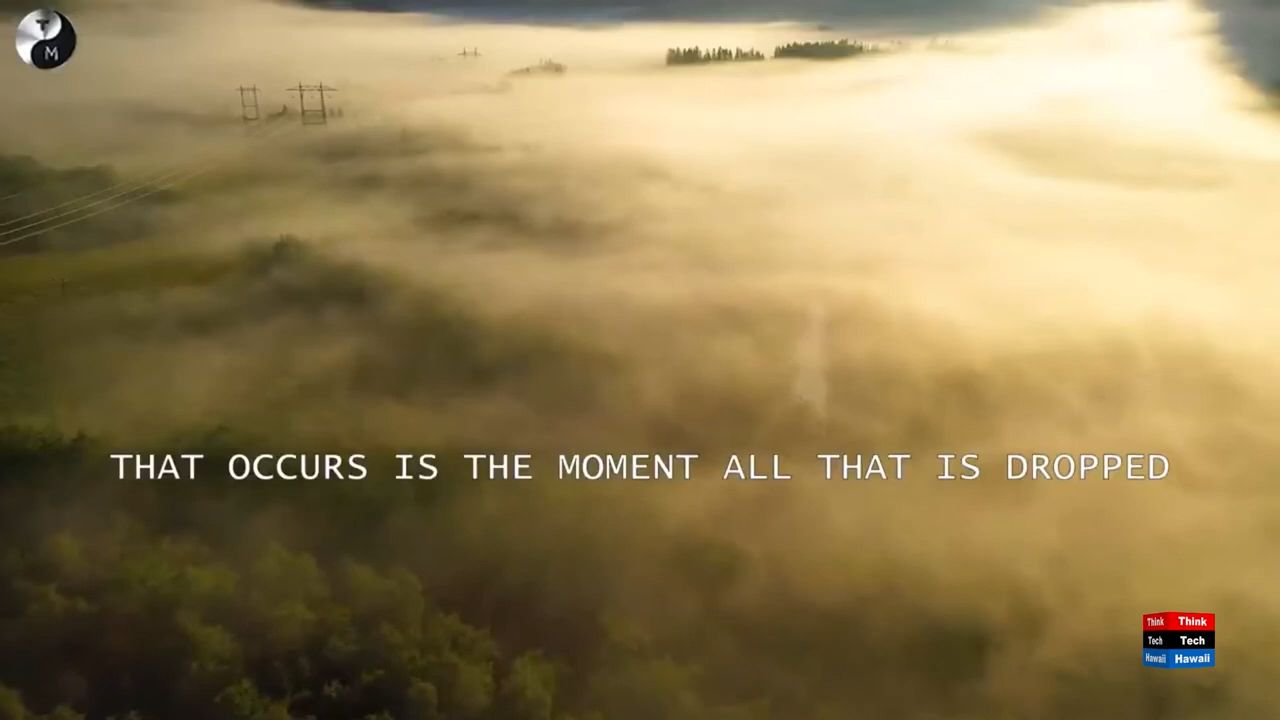 T
M
THAT OCCURS IS THE MOMENT ALL THAT IS DROPPED
Think Think
Tech Tech
Hawaii Hawaii